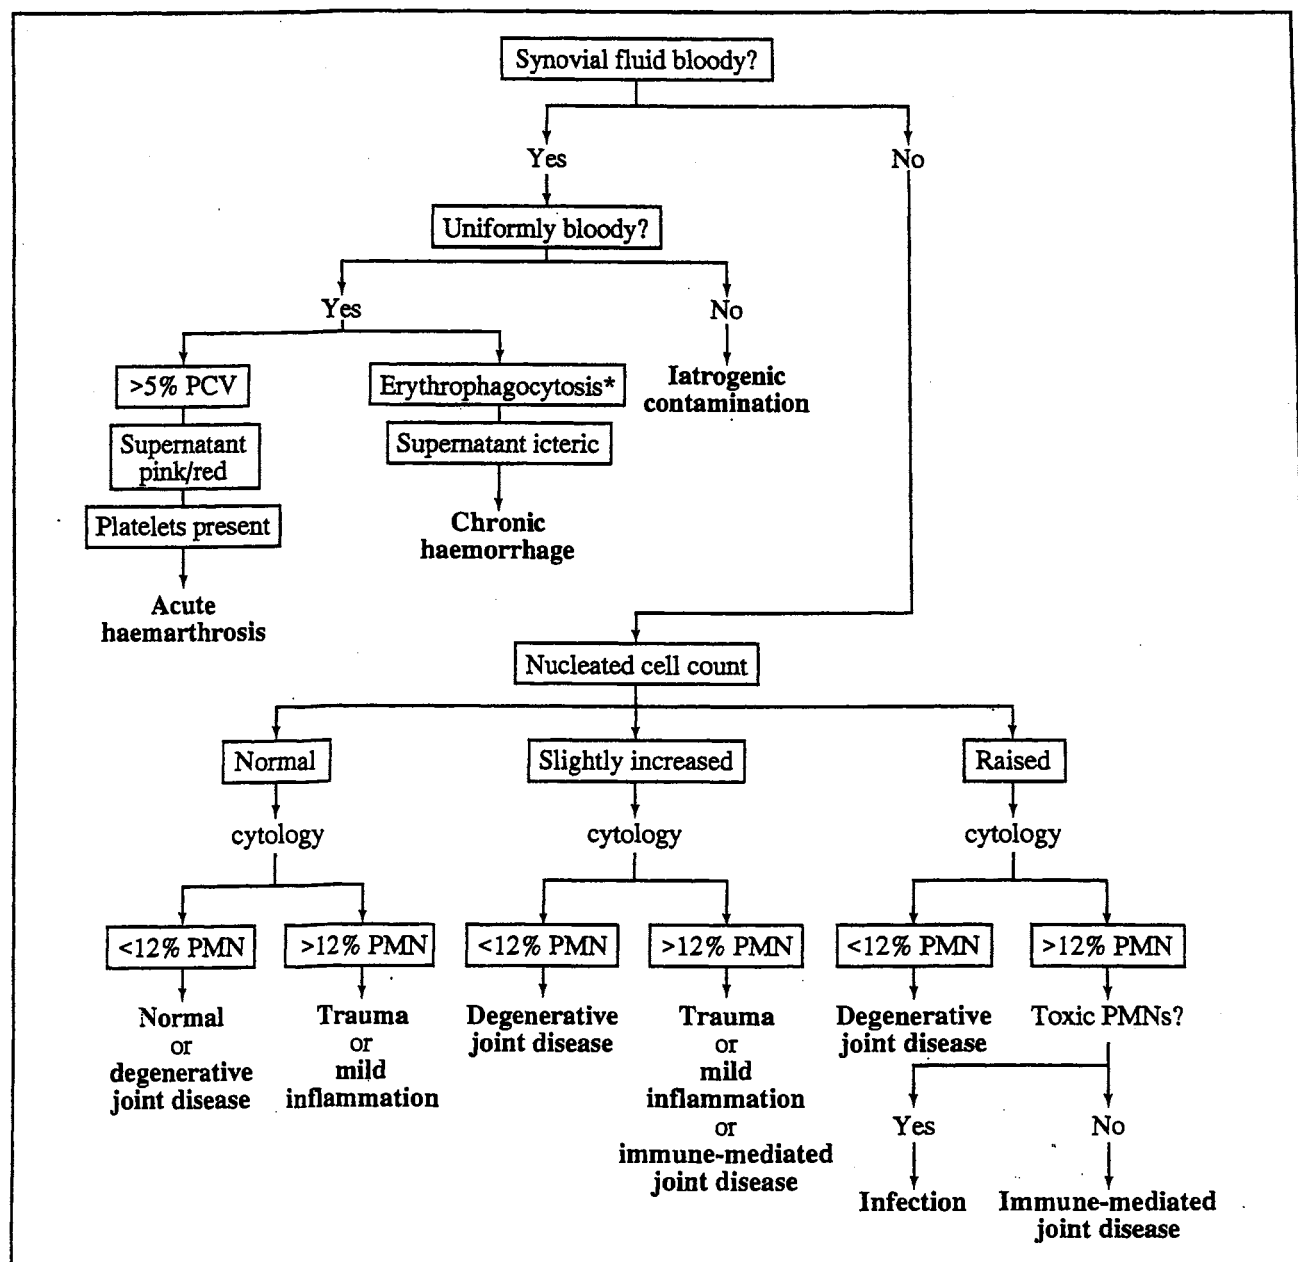 Synovial fluid bloody?
Yes
No
Uniformly bloody?
Yes
No
>5% PCV
Erythrophagocytosis*
Iatrogenic
contamination
Supernatant
pink/red
Supernatant icteric
Platelets present
Chronic
haemorrhage
Acute
haemarthrosis
Nucleated cell count
Normal
Slightly increased
Raised
cytology
cytology
cytology
<12% PMN
>12% PMN
<12% PMN
>12% PMN
<12% PMN
>12% PMN
Normal
or
degenerative
joint disease
Trauma
or
mild
inflammation
Degenerative
joint disease
Trauma
or
mild
inflammation
or
immune-mediated
joint disease
Degenerative
joint disease
Toxic PMNs?
Yes
No
Infection
Immune-mediated
joint disease